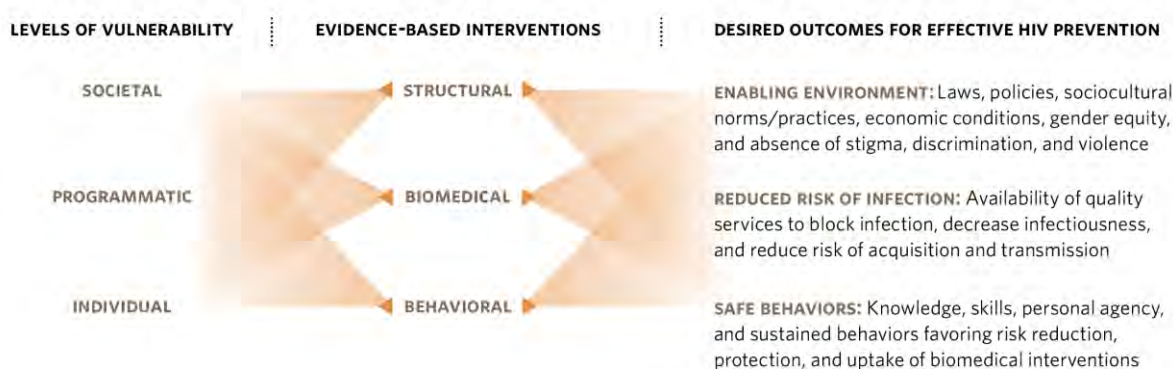 LEVELS OF VULNERABILITY
EVIDENCE-BASED INTERVENTIONS
DESIRED OUTCOMES FOR EFFECTIVE HIV PREVENTION
SOCIETAL
PROGRAMMATIC
INDIVIDUAL
STRUCTURAL
BIOMEDICAL
BEHAVIORAL
ENABLING ENVIRONMENT: Laws, policies, sociocultural
norms/practices, economic conditions, gender equity,
and absence of stigma, discrimination, and violence
REDUCED RISK OF INFECTION: Availability of quality
services to block infection, decrease infectiousness,
and reduce risk of acquisition and transmission
SAFE BEHAVIORS: Knowledge, skills, personal agency,
and sustained behaviors favoring risk reduction,
protection, and uptake of biomedical interventions